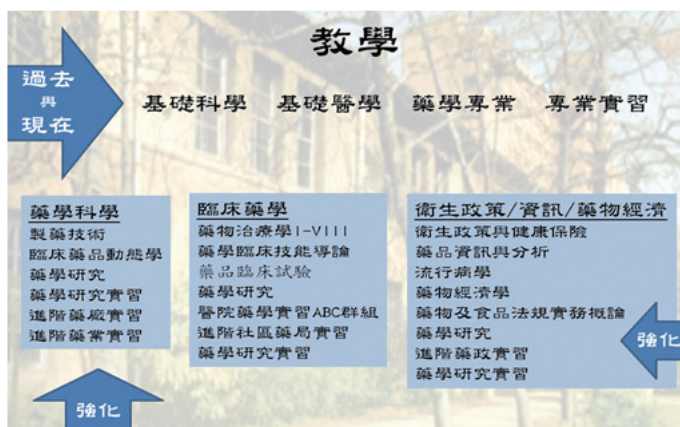 教學
過去
與
現在
基礎科學 基礎醫學 藥學專業 專業實習
藥學科學
製藥技術
臨床藥品動態學
藥學研究
藥學研究實習
進階藥廠實習
進階藥業實習
強化
臨床藥學
藥物治療學I-VIII
藥學臨床技能導論
藥品臨床試驗
藥學研究
醫院藥學實習ABC群組
進階社區藥局實習
藥學研究實習
衛生政策/資訊/藥物經濟
衛生政策與健康保險
藥品資訊與分析
流行病學
藥物經濟學
藥物及食品法規實務概論
藥學研究
進階藥政實習
藥學研究實習
強化